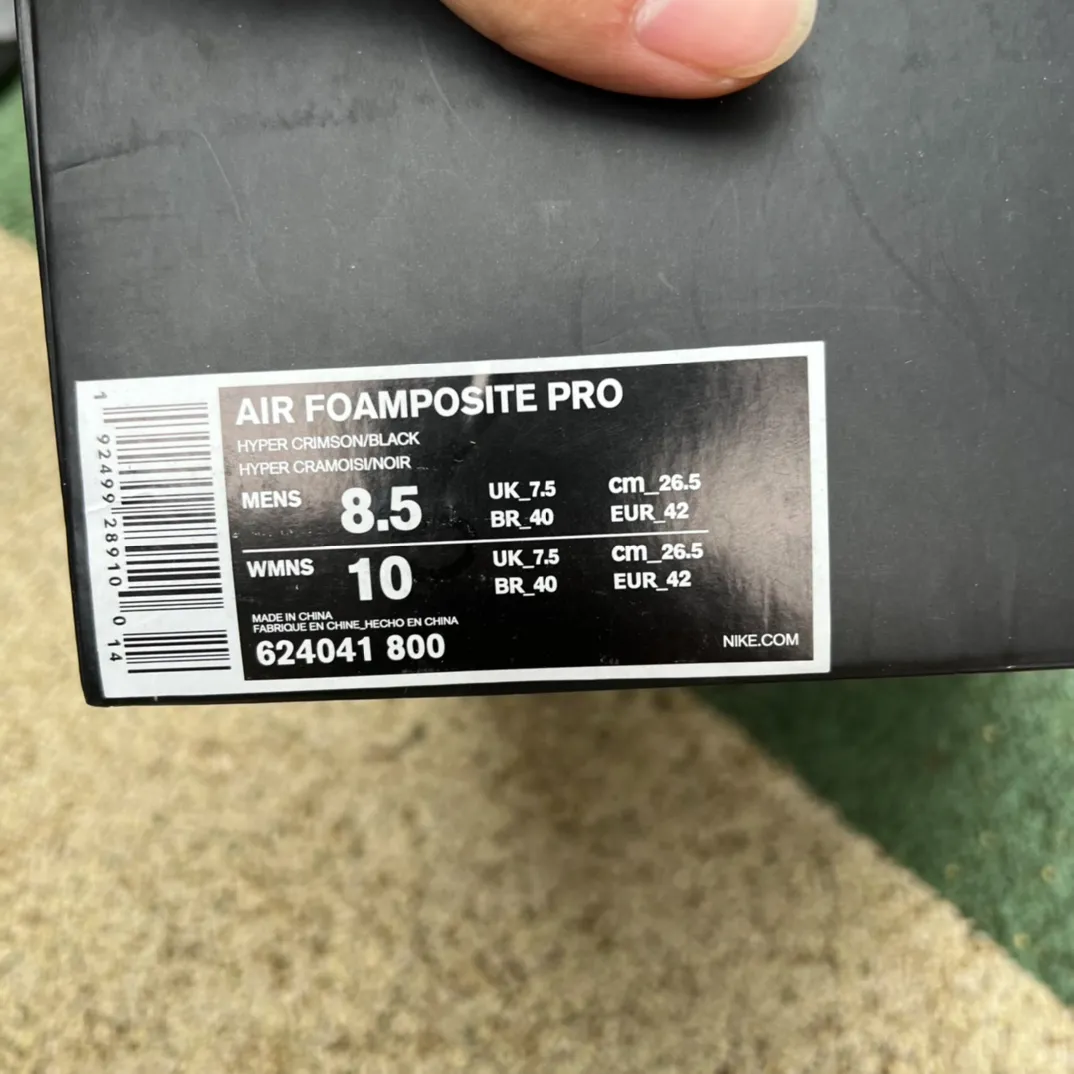 AIR FOAMPOSITE PRO
HYPER CRIMSON/BLACK
HYPER CRAMOISI/NOIR
MENS 8.5 UK_7.5 cm_26.5
BR_40 EUR_42
WMNS 10 UK_7.5 cm_26.5
BR_40 EUR_42
MADE IN CHINA
FABRIQUE EN CHINE_HECHO EN CHINA
624041 800
NIKE.COM
1 92499 28910 0 14